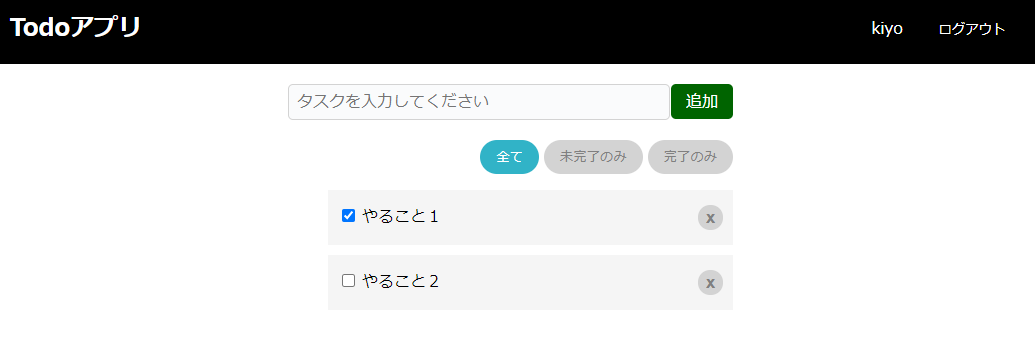 Todoアプリ kiyo ログアウト
タスクを入力してください 追加
全て 未完了のみ 完了のみ
やること１ x
やること２ x